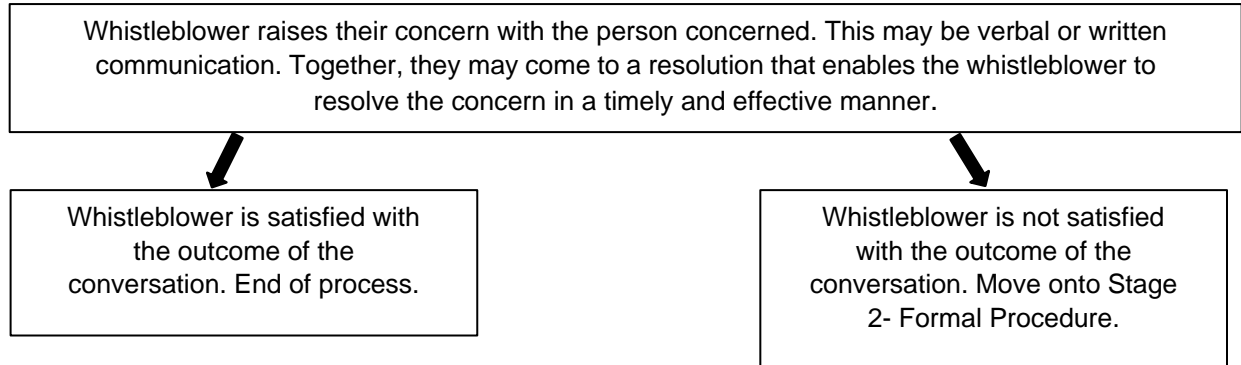 Whistleblower raises their concern with the person concerned. This may be verbal or written
communication. Together, they may come to a resolution that enables the whistleblower to
resolve the concern in a timely and effective manner.
Whistleblower is satisfied with
the outcome of the
conversation. End of process.
Whistleblower is not satisfied
with the outcome of the
conversation. Move onto Stage
2- Formal Procedure.